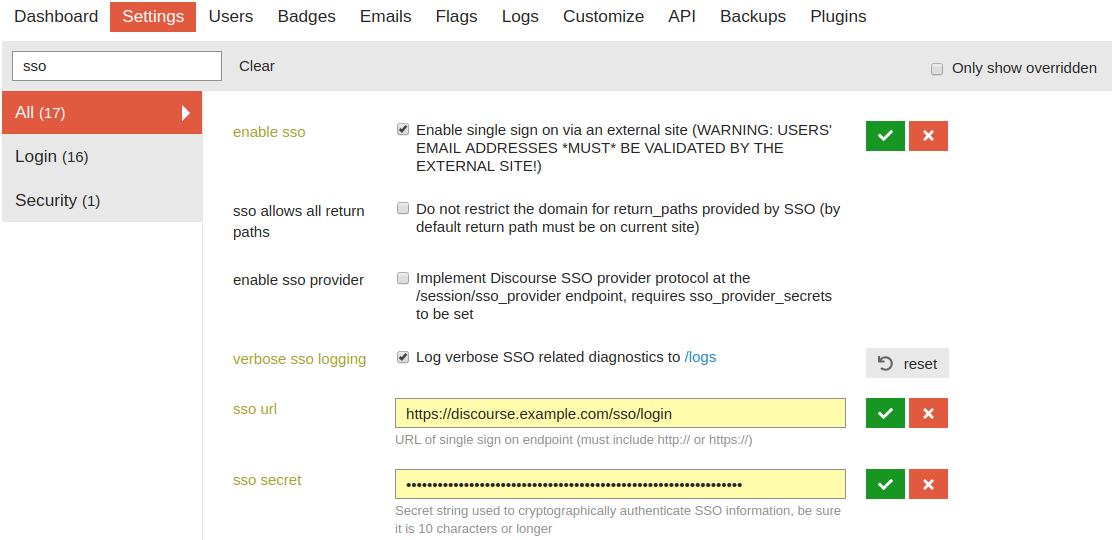 Dashboard Settings Users Badges Emails Flags Logs Customize API Backups Plugins
sso Clear Only show overridden
All (17)
Login (16)
Security (1)
enable sso
Enable single sign on via an external site (WARNING: USERS'
EMAIL ADDRESSES *MUST* BE VALIDATED BY THE
EXTERNAL SITE!)
sso allows all return
paths
Do not restrict the domain for return_paths provided by SSO (by
default return path must be on current site)
enable sso provider
Implement Discourse SSO provider protocol at the
/session/sso_provider endpoint, requires sso_provider_secrets
to be set
verbose sso logging
Log verbose SSO related diagnostics to /logs
reset
sso url
https://discourse.example.com/sso/login
URL of single sign on endpoint (must include http:// or https://)
sso secret
Secret string used to cryptographically authenticate SSO information, be sure
it is 10 characters or longer